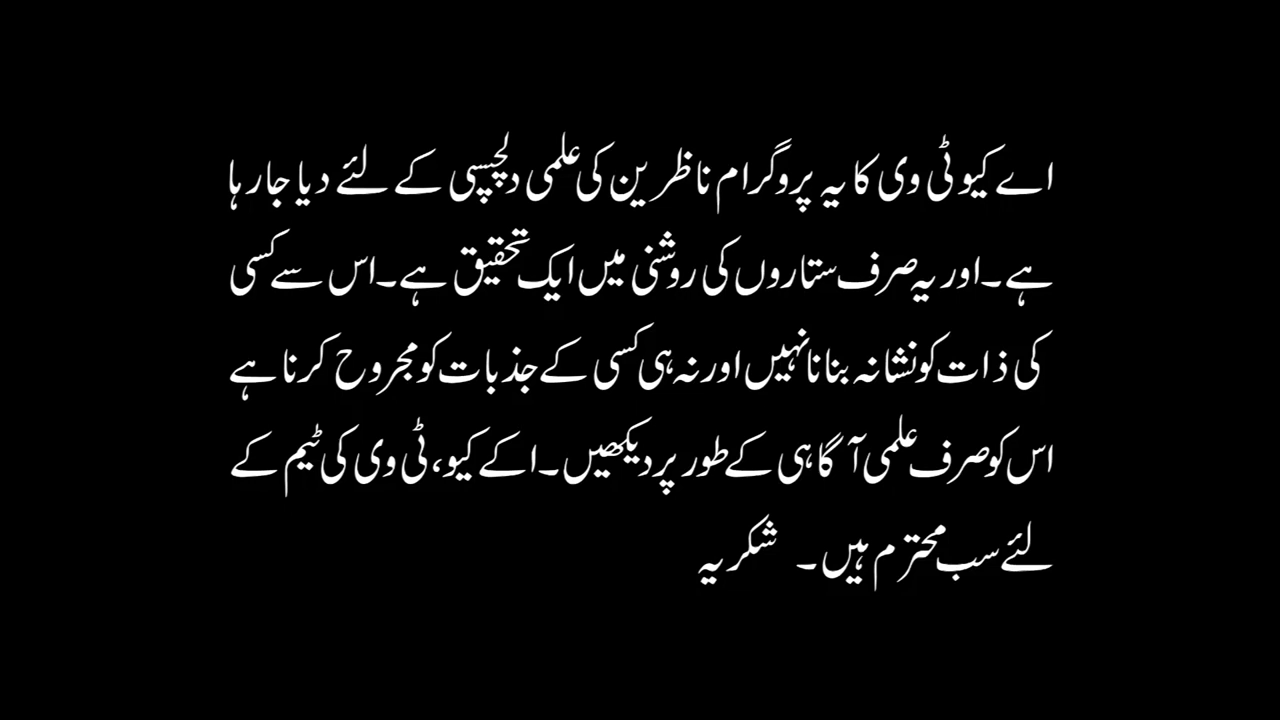 اے کیو ٹی وی کا یہ پروگرام ناظرین کی علمی دلچسپی کے لئے دیا جارہا
ہے۔اور یہ صرف ستاروں کی روشنی میں ایک تحقیق ہے۔اس سے کسی
کی ذات کو نشانہ بنانا نہیں اور نہ ہی کسی کے جذبات کو مجروح کرنا ہے
اس کو صرف علمی آگاہی کے طور پر دیکھیں۔اکے کیو،ٹی وی کی ٹیم کے
لئے سب محترم ہیں۔ شکریہ